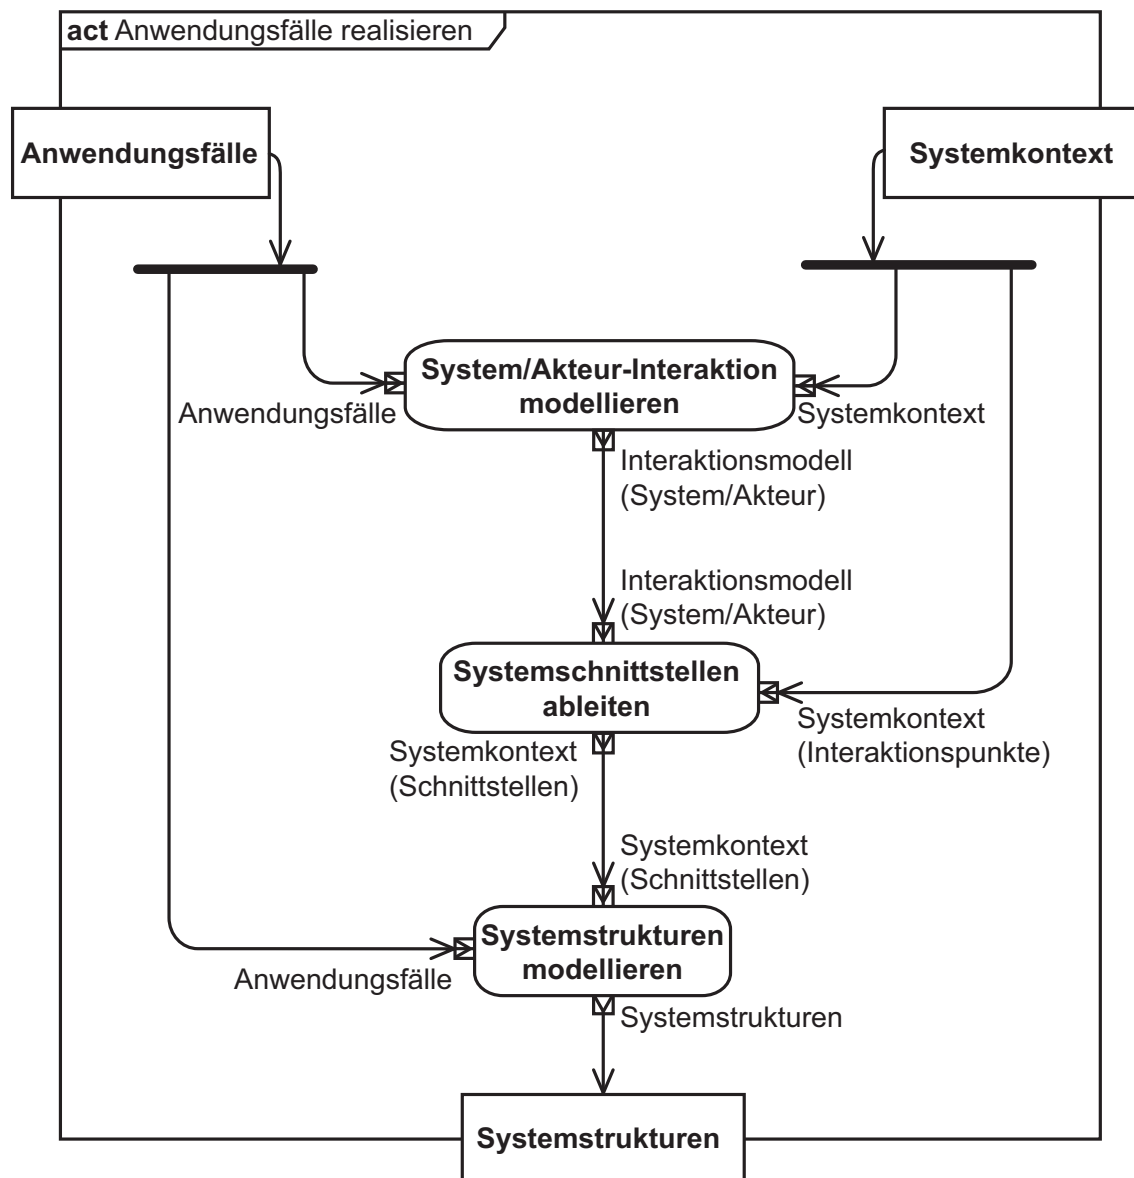 act Anwendungsfälle realisieren
Anwendungsfälle
Systemkontext
System/Akteur-Interaktion
modellieren
Anwendungsfälle
Systemkontext
Interaktionsmodell
(System/Akteur)
Interaktionsmodell
(System/Akteur)
Systemschnittstellen
ableiten
Systemkontext
(Interaktionspunkte)
Systemkontext
(Schnittstellen)
Systemkontext
(Schnittstellen)
Systemstrukturen
modellieren
Anwendungsfälle
Systemstrukturen
Systemstrukturen